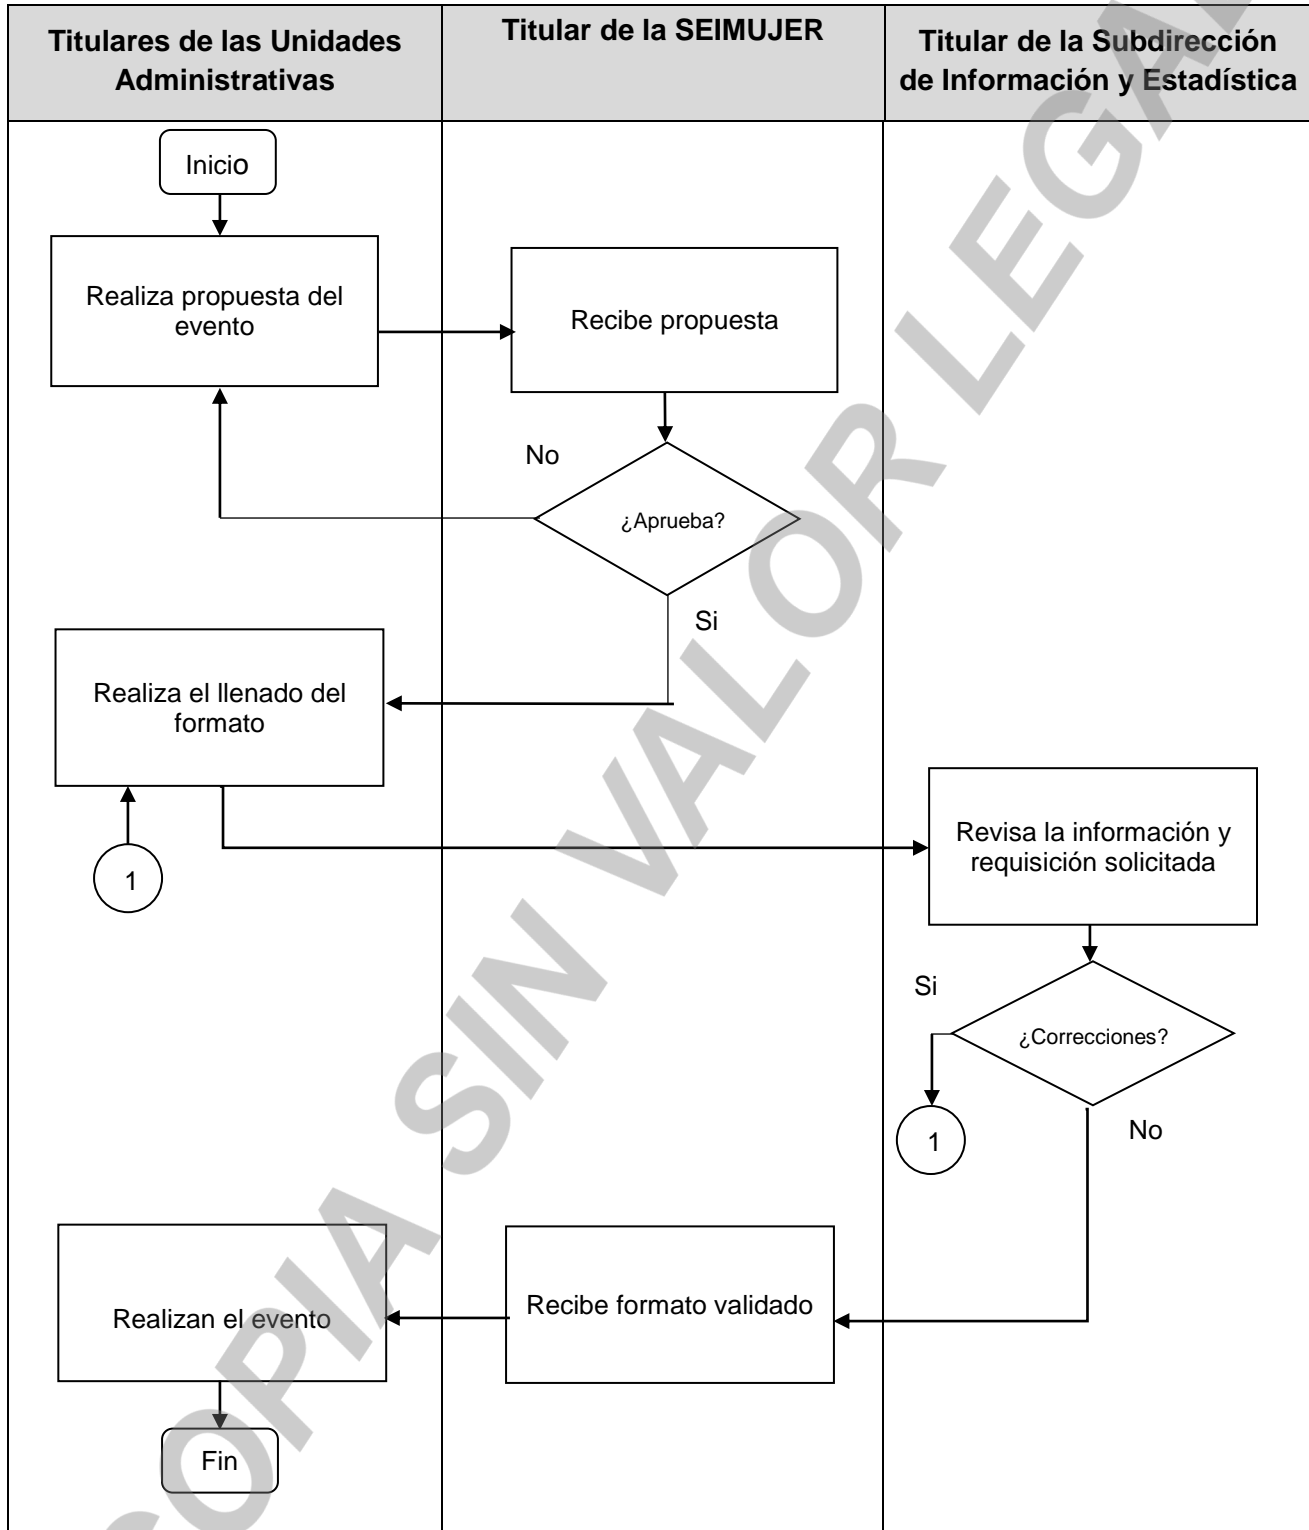 Titulares de las Unidades
Administrativas
Titular de la SEIMUJER
Titular de la Subdirección
de Información y Estadística
Inicio
Realiza propuesta del
evento
Recibe propuesta
No
¿Aprueba?
Si
Realiza el llenado del
formato
1
Revisa la información y
requisición solicitada
Si
¿Correcciones?
1
No
Realizan el evento
Recibe formato validado
Fin
COPIA SIN VALOR LEGAL